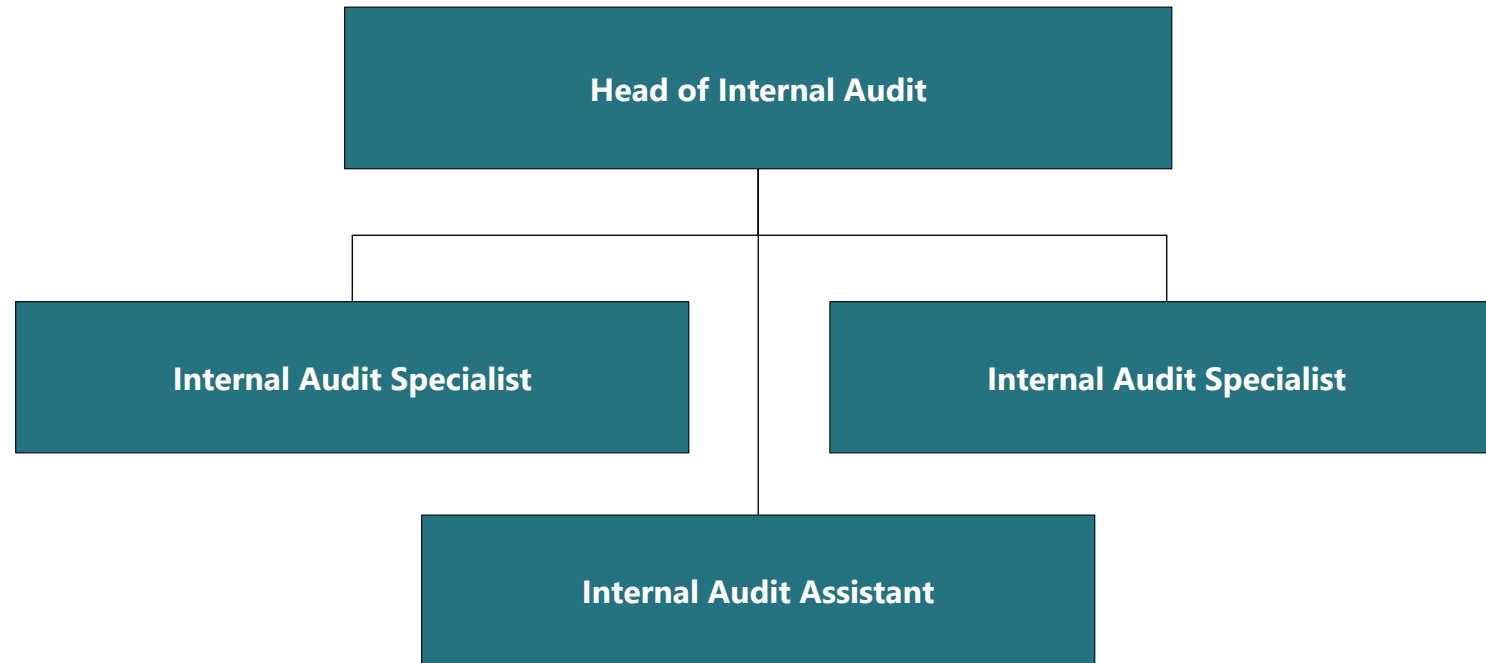 Head of Internal Audit
Internal Audit Specialist
Internal Audit Specialist
Internal Audit Assistant